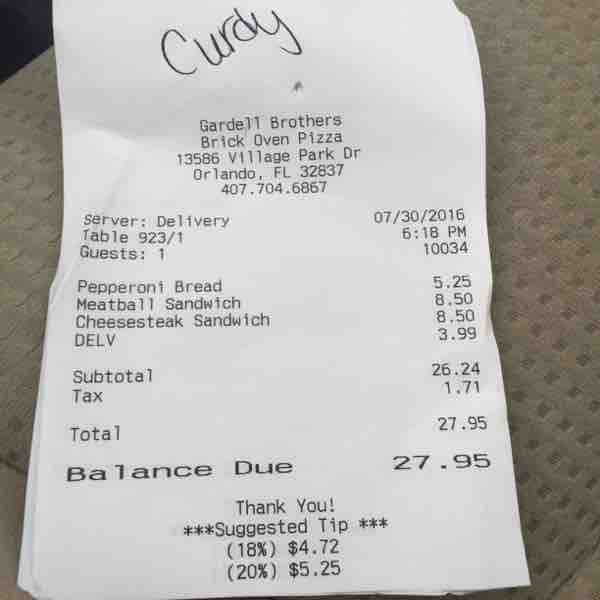 Curdy
Gardell Brothers
Brick Oven Pizza
13586 Village Park Dr
Orlando, FL 32837
407.704.6867
Server: Delivery 07/30/2016
Table 923/1 6:18 PM
Guests: 1 10034
Pepperoni Bread 5.25
Meatball Sandwich 8.50
Cheesesteak Sandwich 8.50
DELV 3.99
Subtotal 26.24
Tax 1.71
Total 27.95
Balance Due 27.95
Thank You!
***Suggested Tip ***
(18%) $4.72
(20%) $5.25